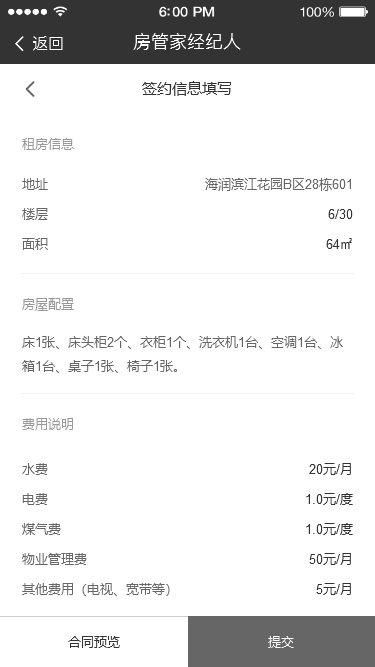 6:00 PM
100%
返回
房管家经纪人
签约信息填写
租房信息
地址 海润滨江花园B区28栋601
楼层 6/30
面积 64㎡
房屋配置
床1张、床头柜2个、衣柜1个、洗衣机1台、空调1台、冰
箱1台、桌子1张、椅子1张。
费用说明
水费 20元/月
电费 1.0元/度
煤气费 1.0元/度
物业管理费 50元/月
其他费用（电视、宽带等） 5元/月
合同预览
提交